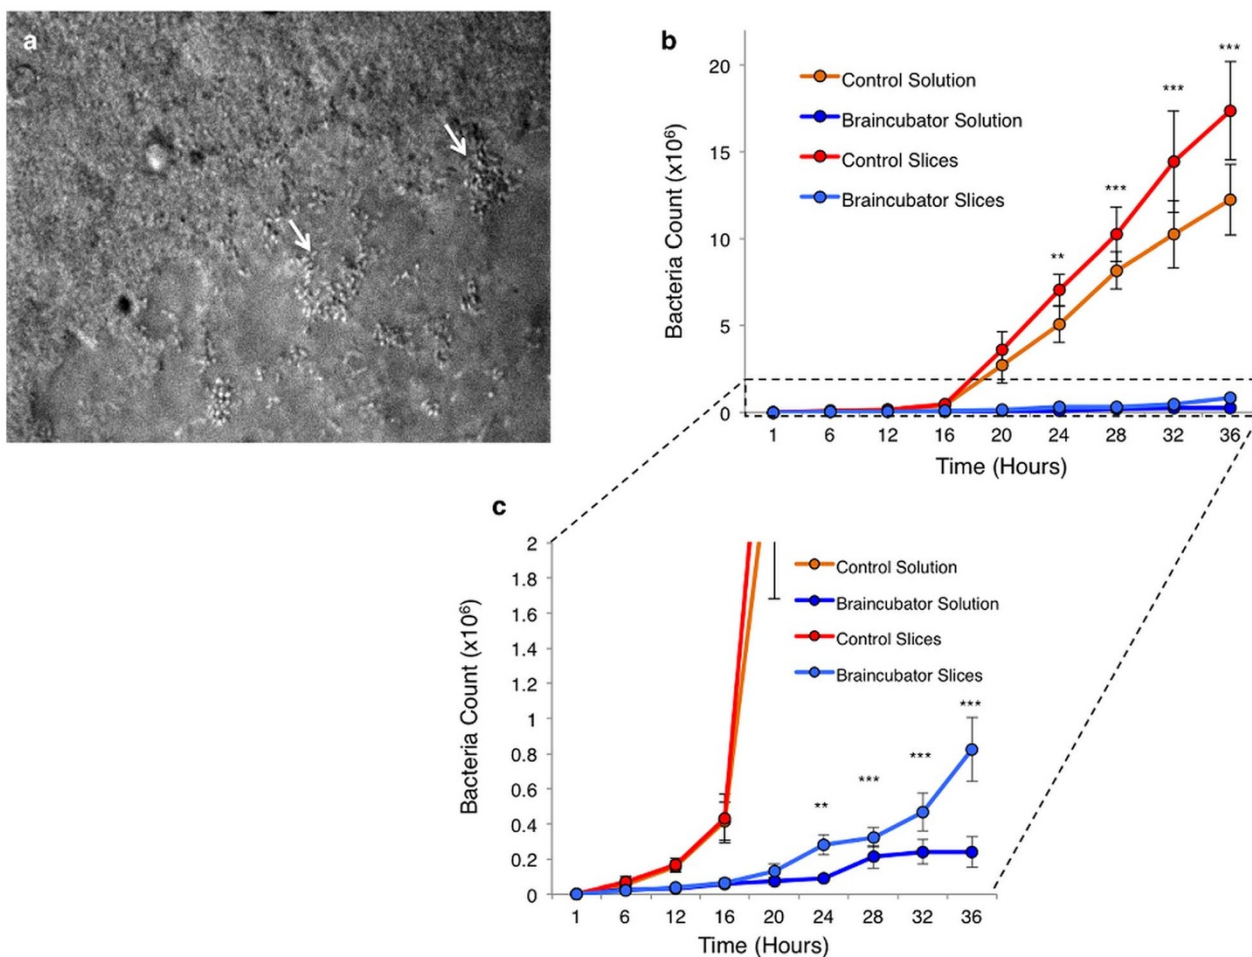 a
b
Bacteria Count (x10⁶)
20
15
10
5
0
Control Solution
Braincubator Solution
Control Slices
Braincubator Slices
**
***
***
***
1 6 12 16 20 24 28 32 36
Time (Hours)
c
Bacteria Count (x10⁶)
2
1.8
1.6
1.4
1.2
1
0.8
0.6
0.4
0.2
0
Control Solution
Braincubator Solution
Control Slices
Braincubator Slices
**
***
***
***
1 6 12 16 20 24 28 32 36
Time (Hours)